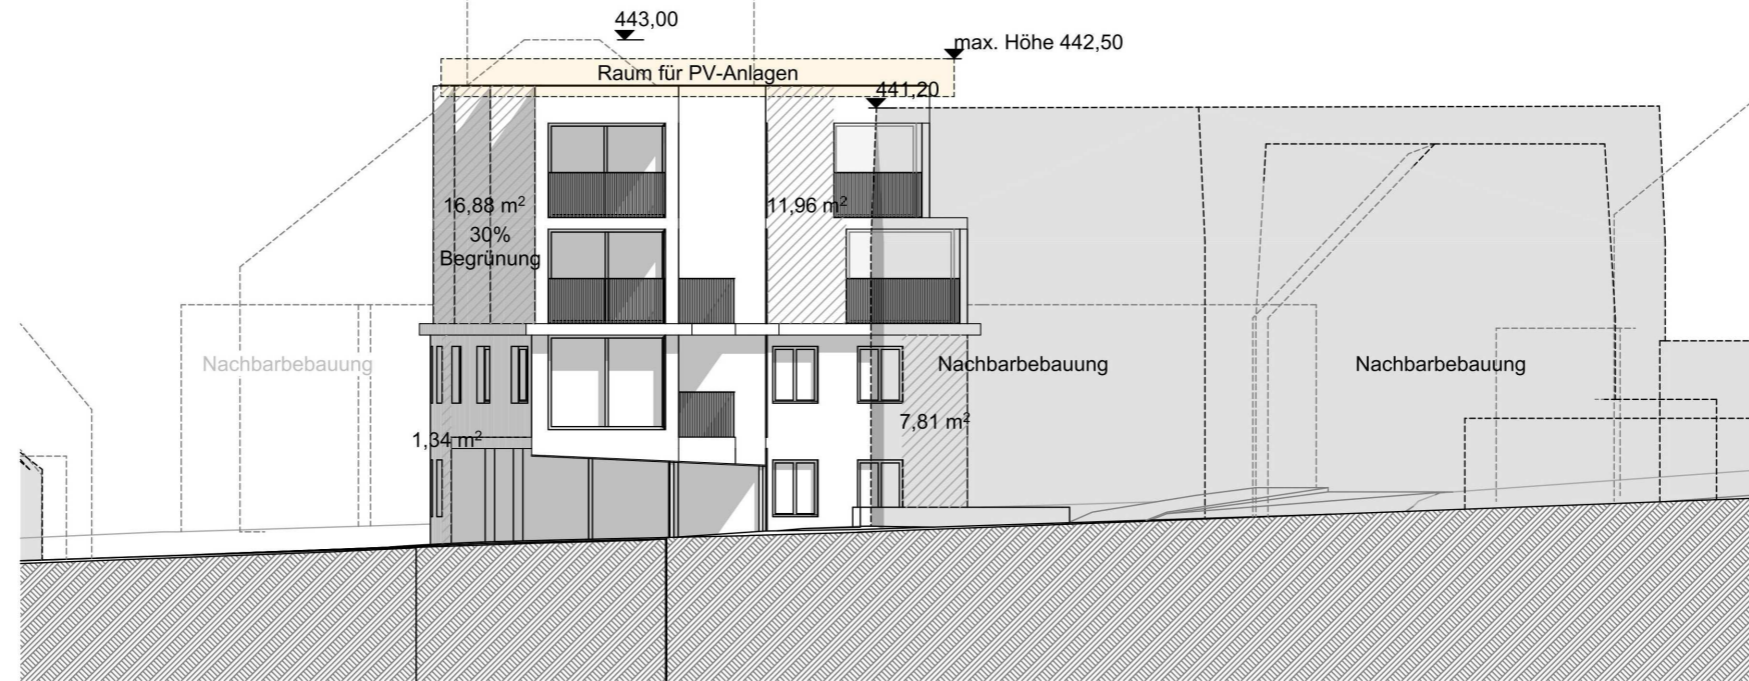 443,00
max. Höhe 442,50
Raum für PV-Anlagen
441,20
16,88 m²
11,96 m²
30%
Begrünung
Nachbarbebauung
Nachbarbebauung
Nachbarbebauung
7,81 m²
1,34 m²